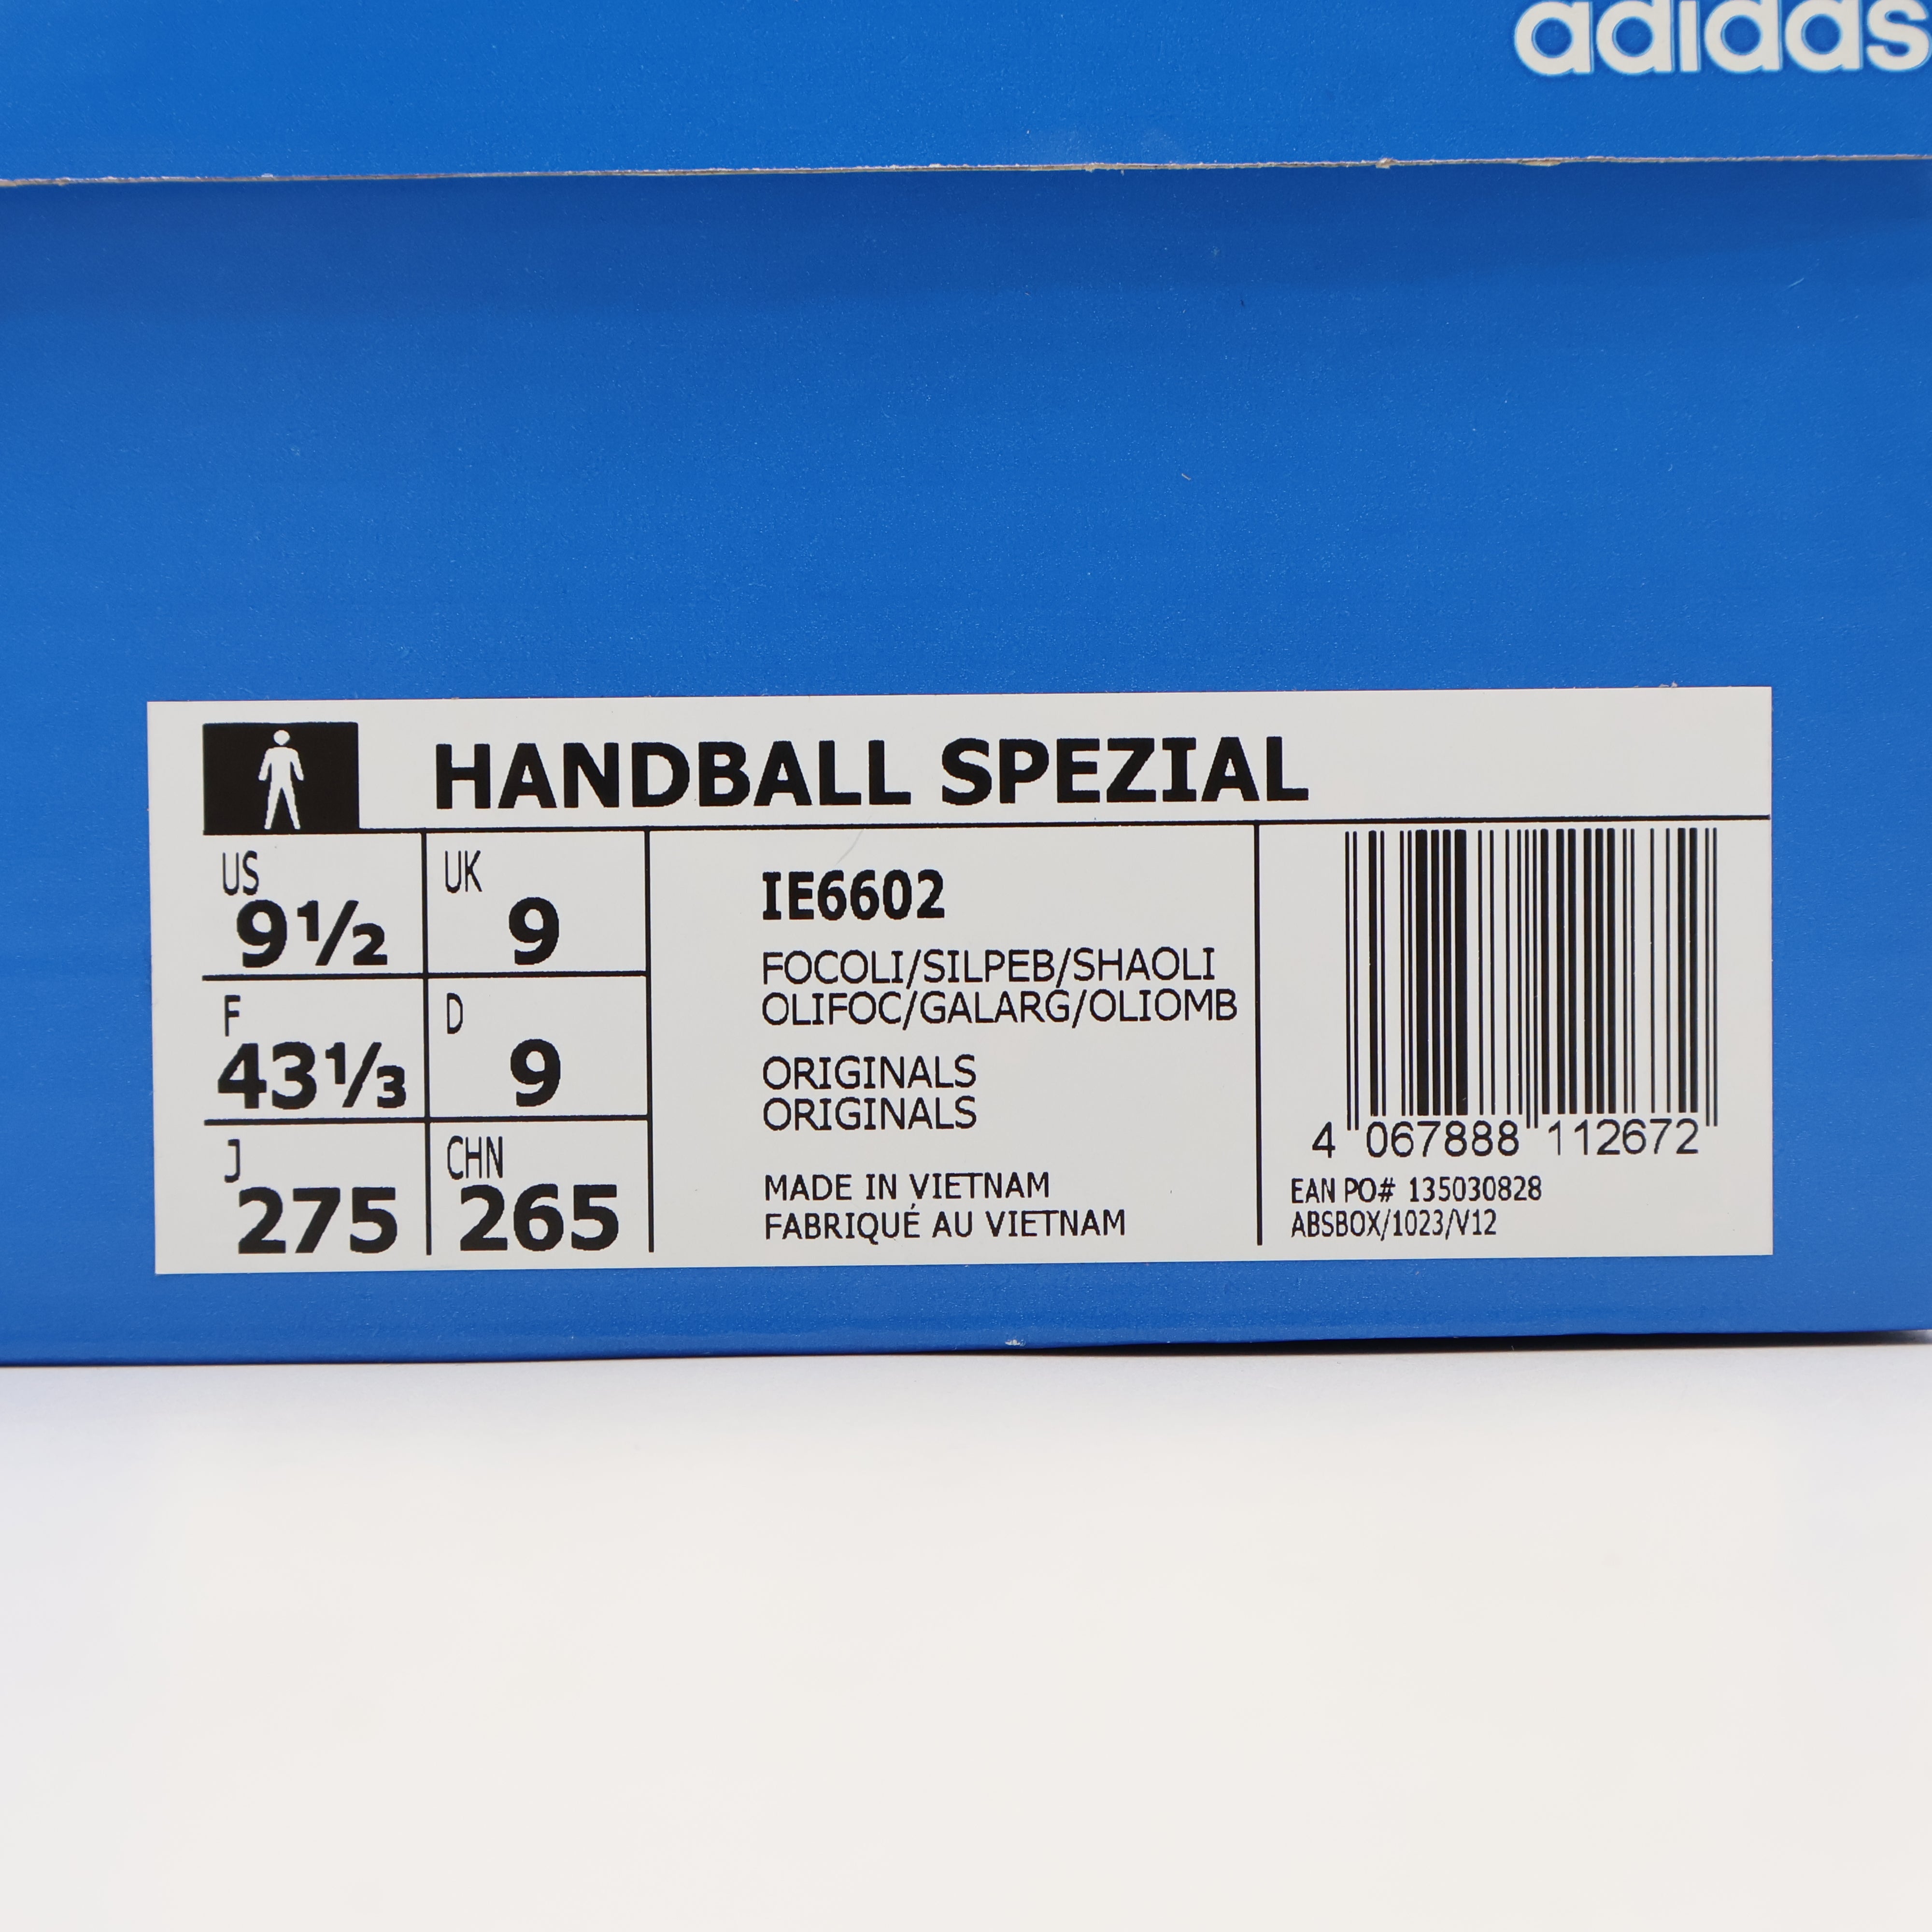 adidas
HANDBALL SPEZIAL
US
9½
UK
9
F
43⅓
D
9
J
275
CHN
265
IE6602
FOCOLI/SILPEB/SHAOLI
OLIFOC/GALARG/OLIOMB
ORIGINALS
ORIGINALS
MADE IN VIETNAM
FABRIQUÉ AU VIETNAM
4 067888 112672
EAN PO# 135030828
ABSBOX/1023/V12